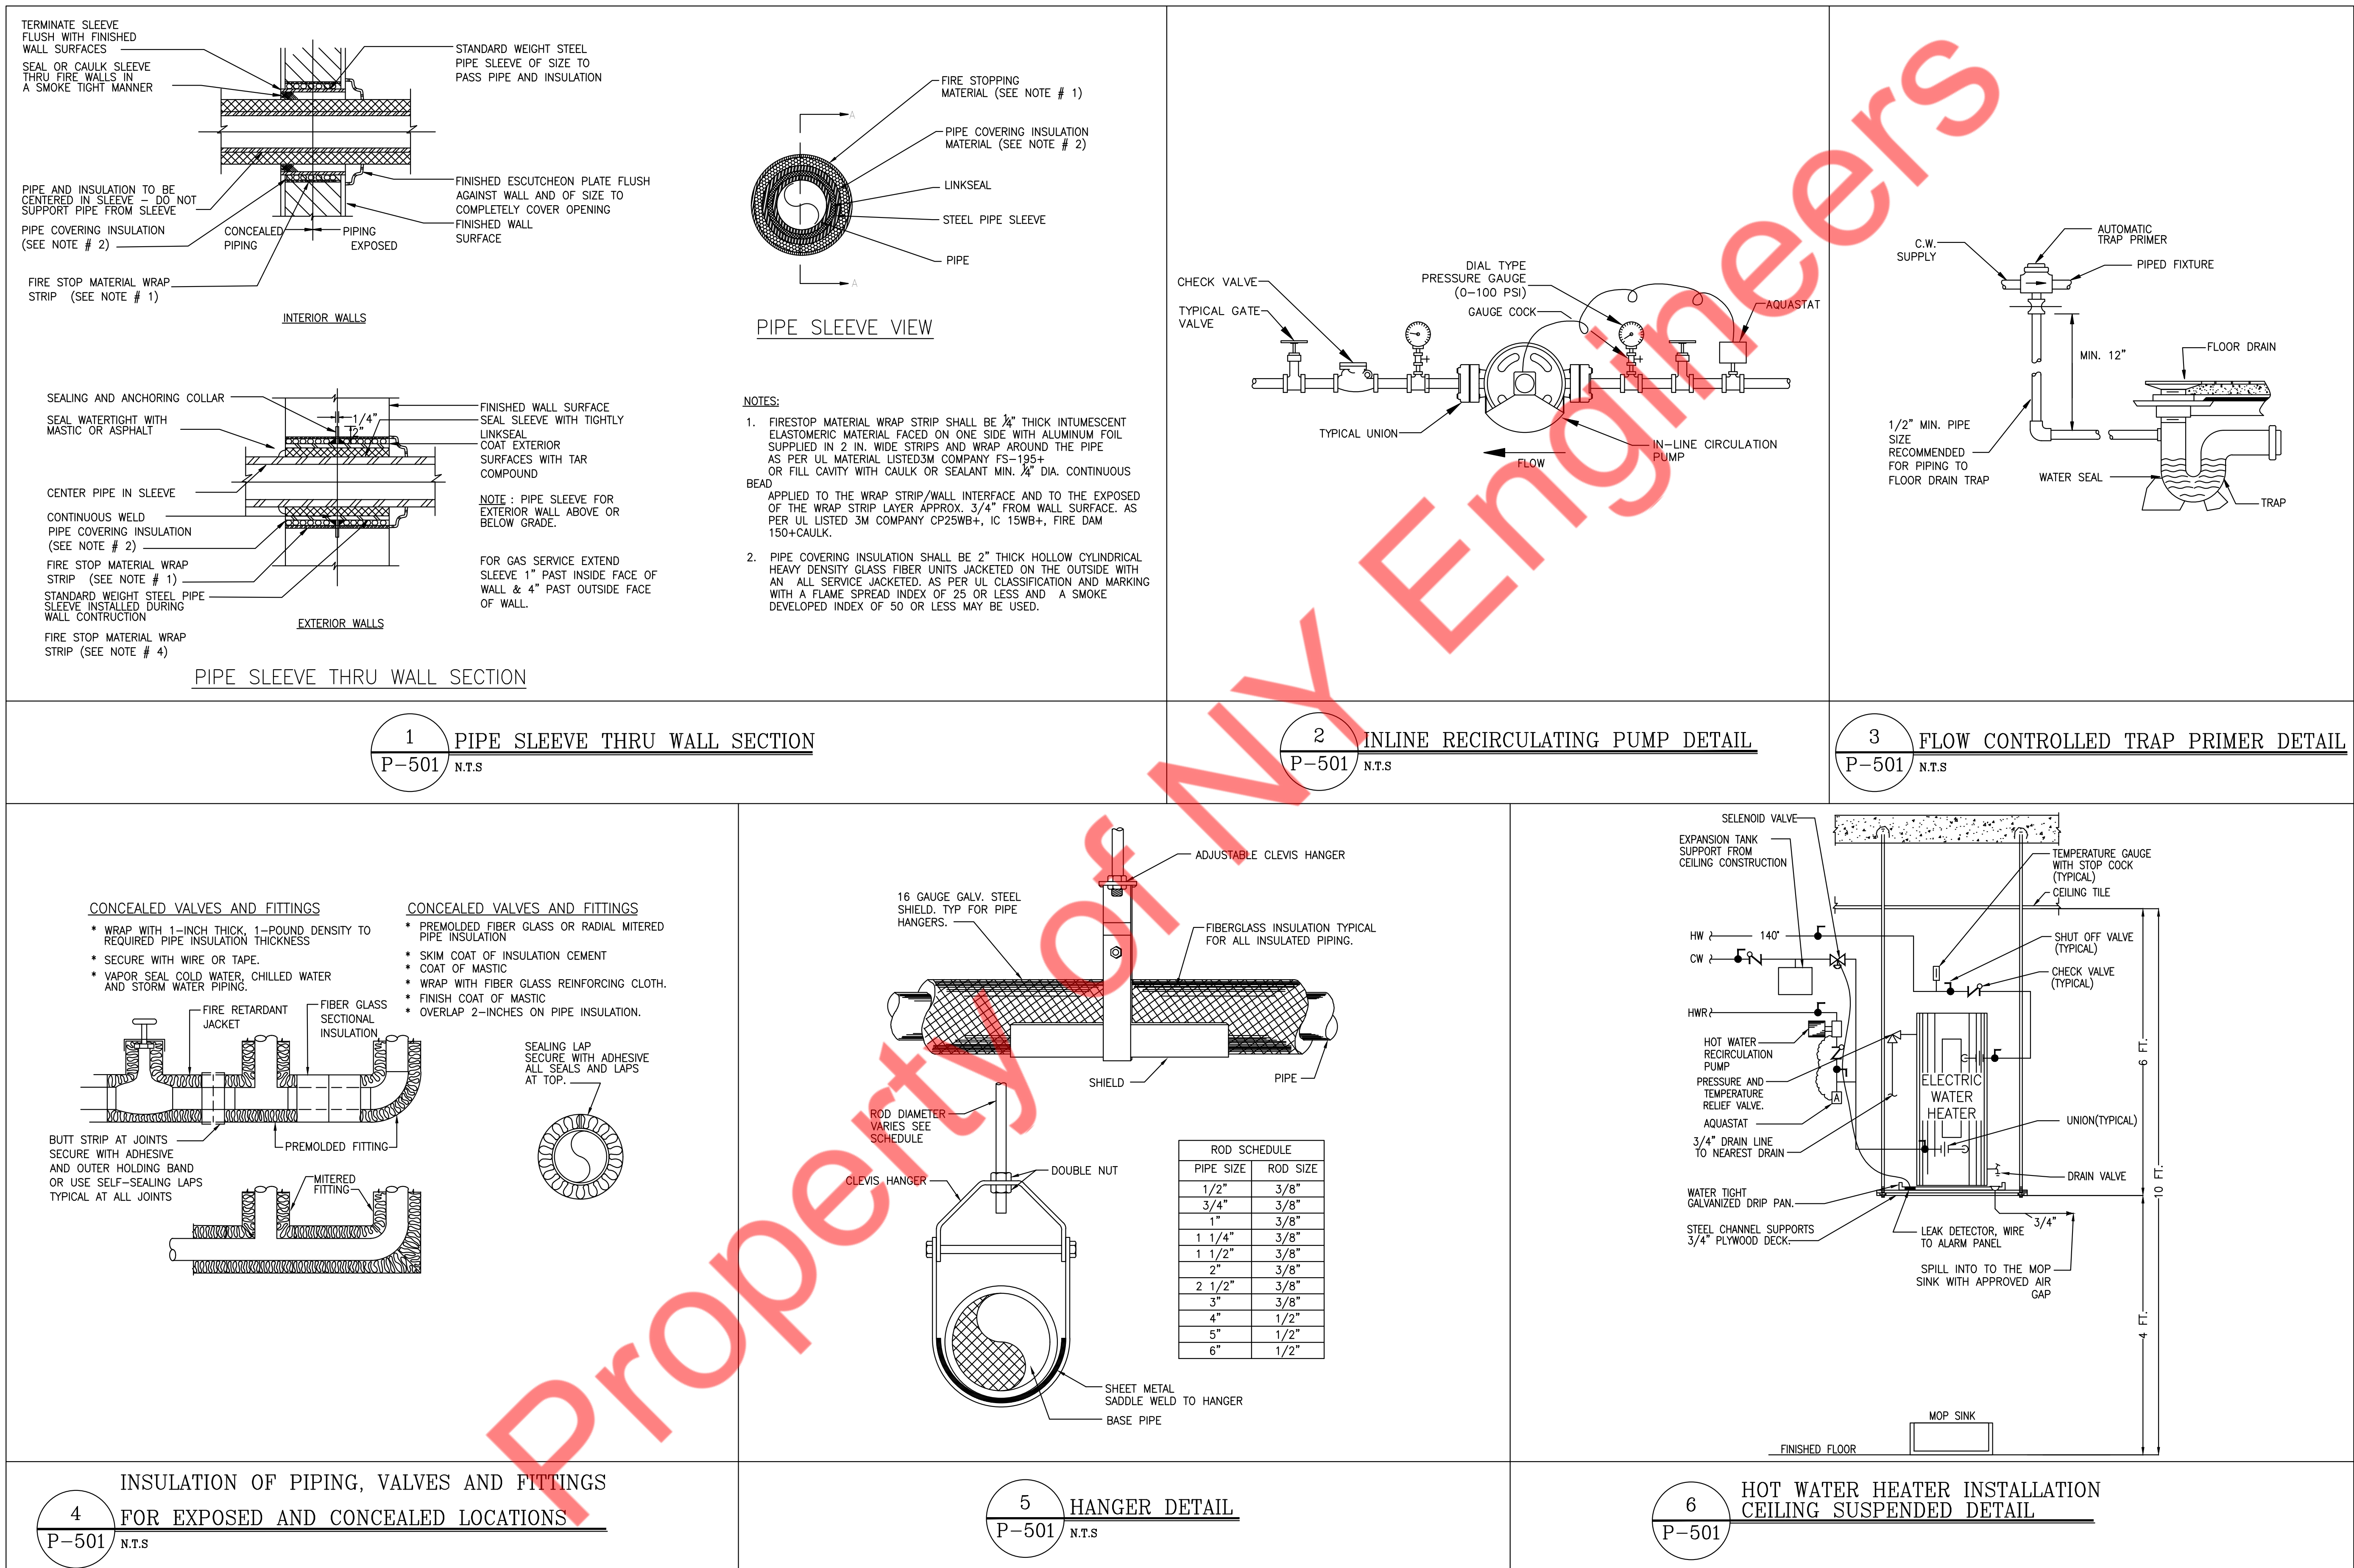 TERMINATE SLEEVE
FLUSH WITH FINISHED
WALL SURFACES
SEAL OR CAULK SLEEVE
THRU FIRE WALLS IN
A SMOKE TIGHT MANNER
STANDARD WEIGHT STEEL
PIPE SLEEVE OF SIZE TO
PASS PIPE AND INSULATION
PIPE AND INSULATION TO BE
CENTERED IN SLEEVE – DO NOT
SUPPORT PIPE FROM SLEEVE
PIPE COVERING INSULATION
(SEE NOTE # 2)
FIRE STOP MATERIAL WRAP
STRIP (SEE NOTE # 1)
CONCEALED
PIPING
PIPING
EXPOSED
FINISHED ESCUTCHEON PLATE FLUSH
AGAINST WALL AND OF SIZE TO
COMPLETELY COVER OPENING
FINISHED WALL
SURFACE
INTERIOR WALLS
A
A
FIRE STOPPING
MATERIAL (SEE NOTE # 1)
PIPE COVERING INSULATION
MATERIAL (SEE NOTE # 2)
LINKSEAL
STEEL PIPE SLEEVE
PIPE
PIPE SLEEVE VIEW
SEALING AND ANCHORING COLLAR
SEAL WATERTIGHT WITH
MASTIC OR ASPHALT
CENTER PIPE IN SLEEVE
CONTINUOUS WELD
PIPE COVERING INSULATION
(SEE NOTE # 2)
FIRE STOP MATERIAL WRAP
STRIP (SEE NOTE # 1)
STANDARD WEIGHT STEEL PIPE
SLEEVE INSTALLED DURING
WALL CONTRUCTION
FIRE STOP MATERIAL WRAP
STRIP (SEE NOTE # 4)
1/4"
2"
FINISHED WALL SURFACE
SEAL SLEEVE WITH TIGHTLY
LINKSEAL
COAT EXTERIOR
SURFACES WITH TAR
COMPOUND
NOTE : PIPE SLEEVE FOR
EXTERIOR WALL ABOVE OR
BELOW GRADE.
FOR GAS SERVICE EXTEND
SLEEVE 1" PAST INSIDE FACE OF
WALL & 4" PAST OUTSIDE FACE
OF WALL.
EXTERIOR WALLS
PIPE SLEEVE THRU WALL SECTION
NOTES:
1. FIRESTOP MATERIAL WRAP STRIP SHALL BE 1/4" THICK INTUMESCENT
ELASTOMERIC MATERIAL FACED ON ONE SIDE WITH ALUMINUM FOIL
SUPPLIED IN 2 IN. WIDE STRIPS AND WRAP AROUND THE PIPE
AS PER UL MATERIAL LISTED3M COMPANY FS-195+
OR FILL CAVITY WITH CAULK OR SEALANT MIN. 1/4" DIA. CONTINUOUS
BEAD
APPLIED TO THE WRAP STRIP/WALL INTERFACE AND TO THE EXPOSED
OF THE WRAP STRIP LAYER APPROX. 3/4" FROM WALL SURFACE. AS
PER UL LISTED 3M COMPANY CP25WB+, IC 15WB+, FIRE DAM
150+CAULK.
2. PIPE COVERING INSULATION SHALL BE 2" THICK HOLLOW CYLINDRICAL
HEAVY DENSITY GLASS FIBER UNITS JACKETED ON THE OUTSIDE WITH
AN ALL SERVICE JACKETED. AS PER UL CLASSIFICATION AND MARKING
WITH A FLAME SPREAD INDEX OF 25 OR LESS AND A SMOKE
DEVELOPED INDEX OF 50 OR LESS MAY BE USED.
1
P-501
PIPE SLEEVE THRU WALL SECTION
N.T.S
CHECK VALVE
TYPICAL GATE
VALVE
DIAL TYPE
PRESSURE GAUGE
(0-100 PSI)
GAUGE COCK
AQUASTAT
TYPICAL UNION
FLOW
IN-LINE CIRCULATION
PUMP
2
P-501
INLINE RECIRCULATING PUMP DETAIL
N.T.S
C.W.
SUPPLY
AUTOMATIC
TRAP PRIMER
PIPED FIXTURE
MIN. 12"
FLOOR DRAIN
1/2" MIN. PIPE
SIZE
RECOMMENDED
FOR PIPING TO
FLOOR DRAIN TRAP
WATER SEAL
TRAP
3
P-501
FLOW CONTROLLED TRAP PRIMER DETAIL
N.T.S
CONCEALED VALVES AND FITTINGS
* WRAP WITH 1-INCH THICK, 1-POUND DENSITY TO
REQUIRED PIPE INSULATION THICKNESS
* SECURE WITH WIRE OR TAPE.
* VAPOR SEAL COLD WATER, CHILLED WATER
AND STORM WATER PIPING.
CONCEALED VALVES AND FITTINGS
* PREMOLDED FIBER GLASS OR RADIAL MITERED
PIPE INSULATION
* SKIM COAT OF INSULATION CEMENT
* COAT OF MASTIC
* WRAP WITH FIBER GLASS REINFORCING CLOTH.
* FINISH COAT OF MASTIC
* OVERLAP 2-INCHES ON PIPE INSULATION.
FIRE RETARDANT
JACKET
FIBER GLASS
SECTIONAL
INSULATION
SEALING LAP
SECURE WITH ADHESIVE
ALL SEALS AND LAPS
AT TOP.
BUTT STRIP AT JOINTS
SECURE WITH ADHESIVE
AND OUTER HOLDING BAND
OR USE SELF-SEALING LAPS
TYPICAL AT ALL JOINTS
PREMOLDED FITTING
MITERED
FITTING
4
P-501
INSULATION OF PIPING, VALVES AND FITTINGS
FOR EXPOSED AND CONCEALED LOCATIONS
N.T.S
ADJUSTABLE CLEVIS HANGER
16 GAUGE GALV. STEEL
SHIELD. TYP FOR PIPE
HANGERS.
FIBERGLASS INSULATION TYPICAL
FOR ALL INSULATED PIPING.
SHIELD
PIPE
ROD DIAMETER
VARIES SEE
SCHEDULE
DOUBLE NUT
CLEVIS HANGER
SHEET METAL
SADDLE WELD TO HANGER
BASE PIPE
ROD SCHEDULE
PIPE SIZE ROD SIZE
1/2" 3/8"
3/4" 3/8"
1" 3/8"
1 1/4" 3/8"
1 1/2" 3/8"
2" 3/8"
2 1/2" 3/8"
3" 3/8"
4" 1/2"
5" 1/2"
6" 1/2"
5
P-501
HANGER DETAIL
N.T.S
SELENOID VALVE
EXPANSION TANK
SUPPORT FROM
CEILING CONSTRUCTION
TEMPERATURE GAUGE
WITH STOP COCK
(TYPICAL)
CEILING TILE
HW 140°
CW
HWR
SHUT OFF VALVE
(TYPICAL)
CHECK VALVE
(TYPICAL)
HOT WATER
RECIRCULATION
PUMP
PRESSURE AND
TEMPERATURE
RELIEF VALVE.
A
AQUASTAT
3/4" DRAIN LINE
TO NEAREST DRAIN
ELECTRIC
WATER
HEATER
UNION(TYPICAL)
DRAIN VALVE
WATER TIGHT
GALVANIZED DRIP PAN.
STEEL CHANNEL SUPPORTS
3/4" PLYWOOD DECK.
LEAK DETECTOR, WIRE
TO ALARM PANEL
3/4"
SPILL INTO TO THE MOP
SINK WITH APPROVED AIR
GAP
6 FT.
10 FT.
4 FT.
MOP SINK
FINISHED FLOOR
6
P-501
HOT WATER HEATER INSTALLATION
CEILING SUSPENDED DETAIL
Property of NY Engineers